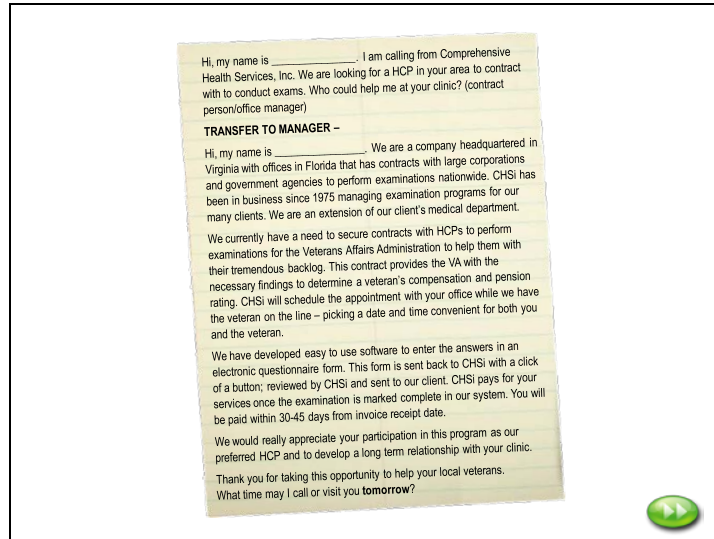 Hi, my name is _______________. I am calling from Comprehensive
Health Services, Inc. We are looking for a HCP in your area to contract
with to conduct exams. Who could help me at your clinic? (contract
person/office manager)
TRANSFER TO MANAGER –
Hi, my name is ________________. We are a company headquartered in
Virginia with offices in Florida that has contracts with large corporations
and government agencies to perform examinations nationwide. CHSi has
been in business since 1975 managing examination programs for our
many clients. We are an extension of our client's medical department.
We currently have a need to secure contracts with HCPs to perform
examinations for the Veterans Affairs Administration to help them with
their tremendous backlog. This contract provides the VA with the
necessary findings to determine a veteran's compensation and pension
rating. CHSi will schedule the appointment with your office while we have
the veteran on the line – picking a date and time convenient for both you
and the veteran.
We have developed easy to use software to enter the answers in an
electronic questionnaire form. This form is sent back to CHSi with a click
of a button; reviewed by CHSi and sent to our client. CHSi pays for your
services once the examination is marked complete in our system. You will
be paid within 30-45 days from invoice receipt date.
We would really appreciate your participation in this program as our
preferred HCP and to develop a long term relationship with your clinic.
Thank you for taking this opportunity to help your local veterans.
What time may I call or visit you tomorrow?